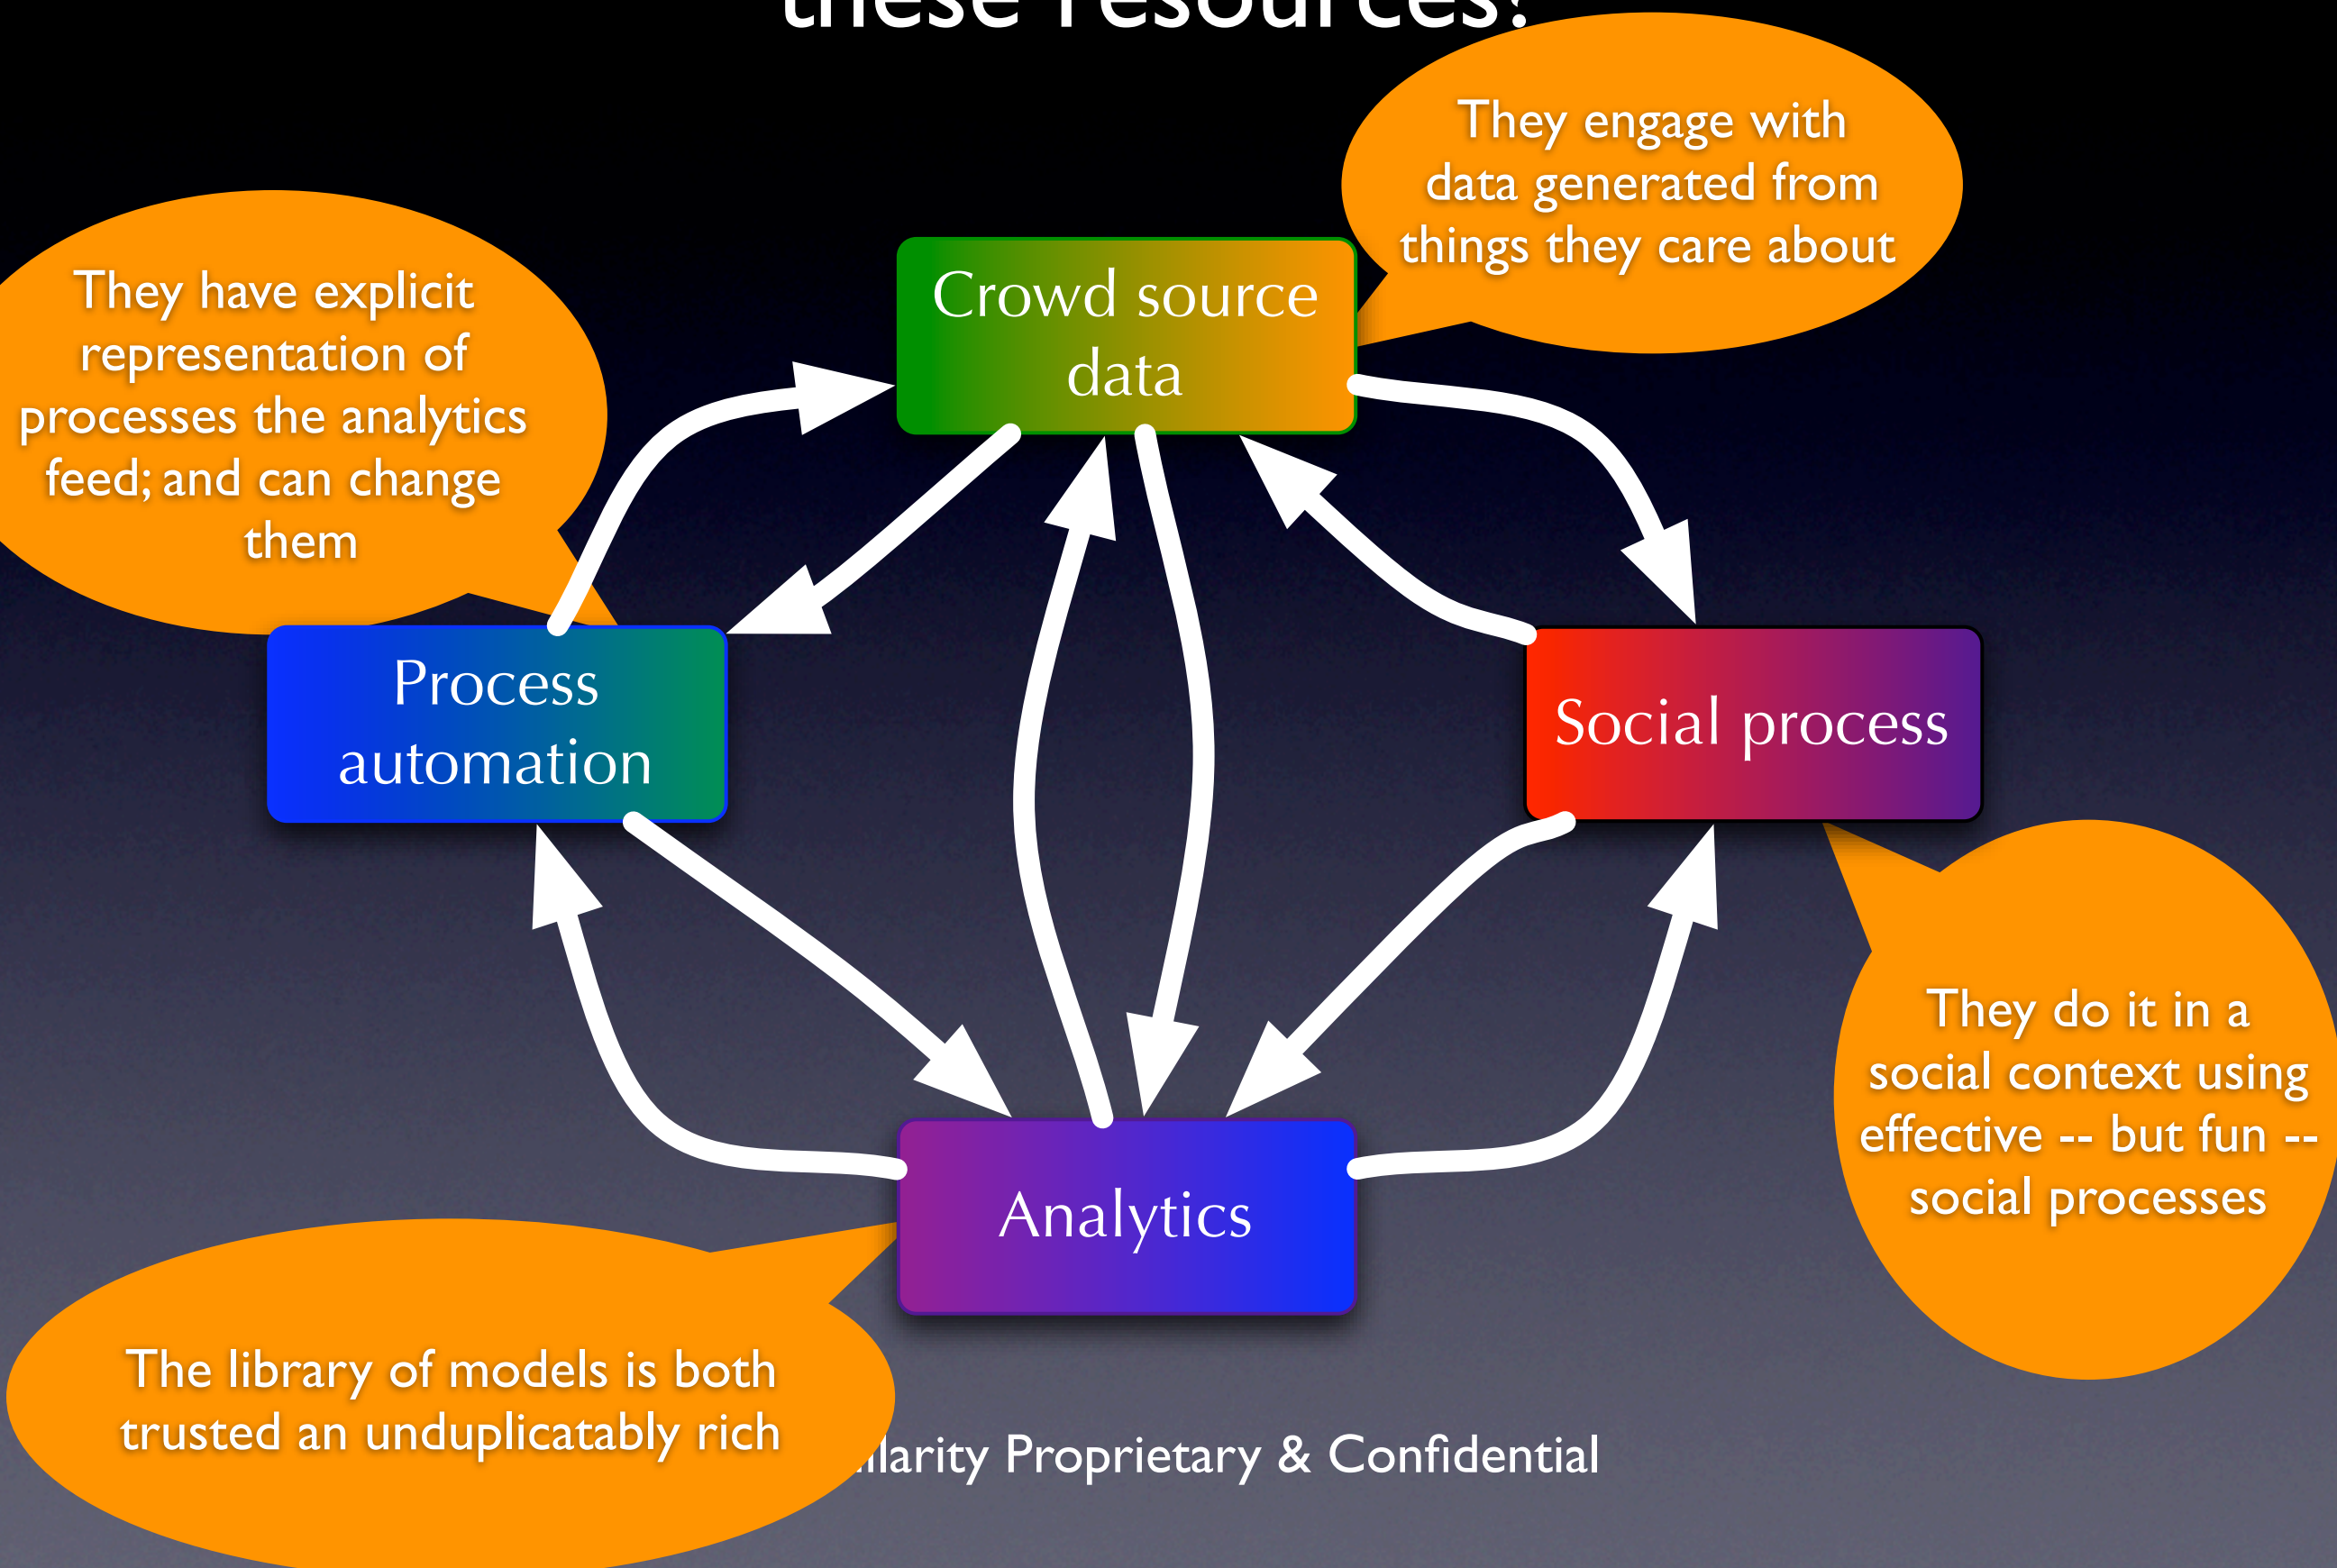 these resources?
They engage with
data generated from
things they care about
They have explicit
representation of
processes the analytics
feed; and can change
them
Crowd source
data
Process
automation
Social process
They do it in a
social context using
effective -- but fun --
social processes
Analytics
The library of models is both
trusted an unduplicatably rich
Proprietary & Confidential